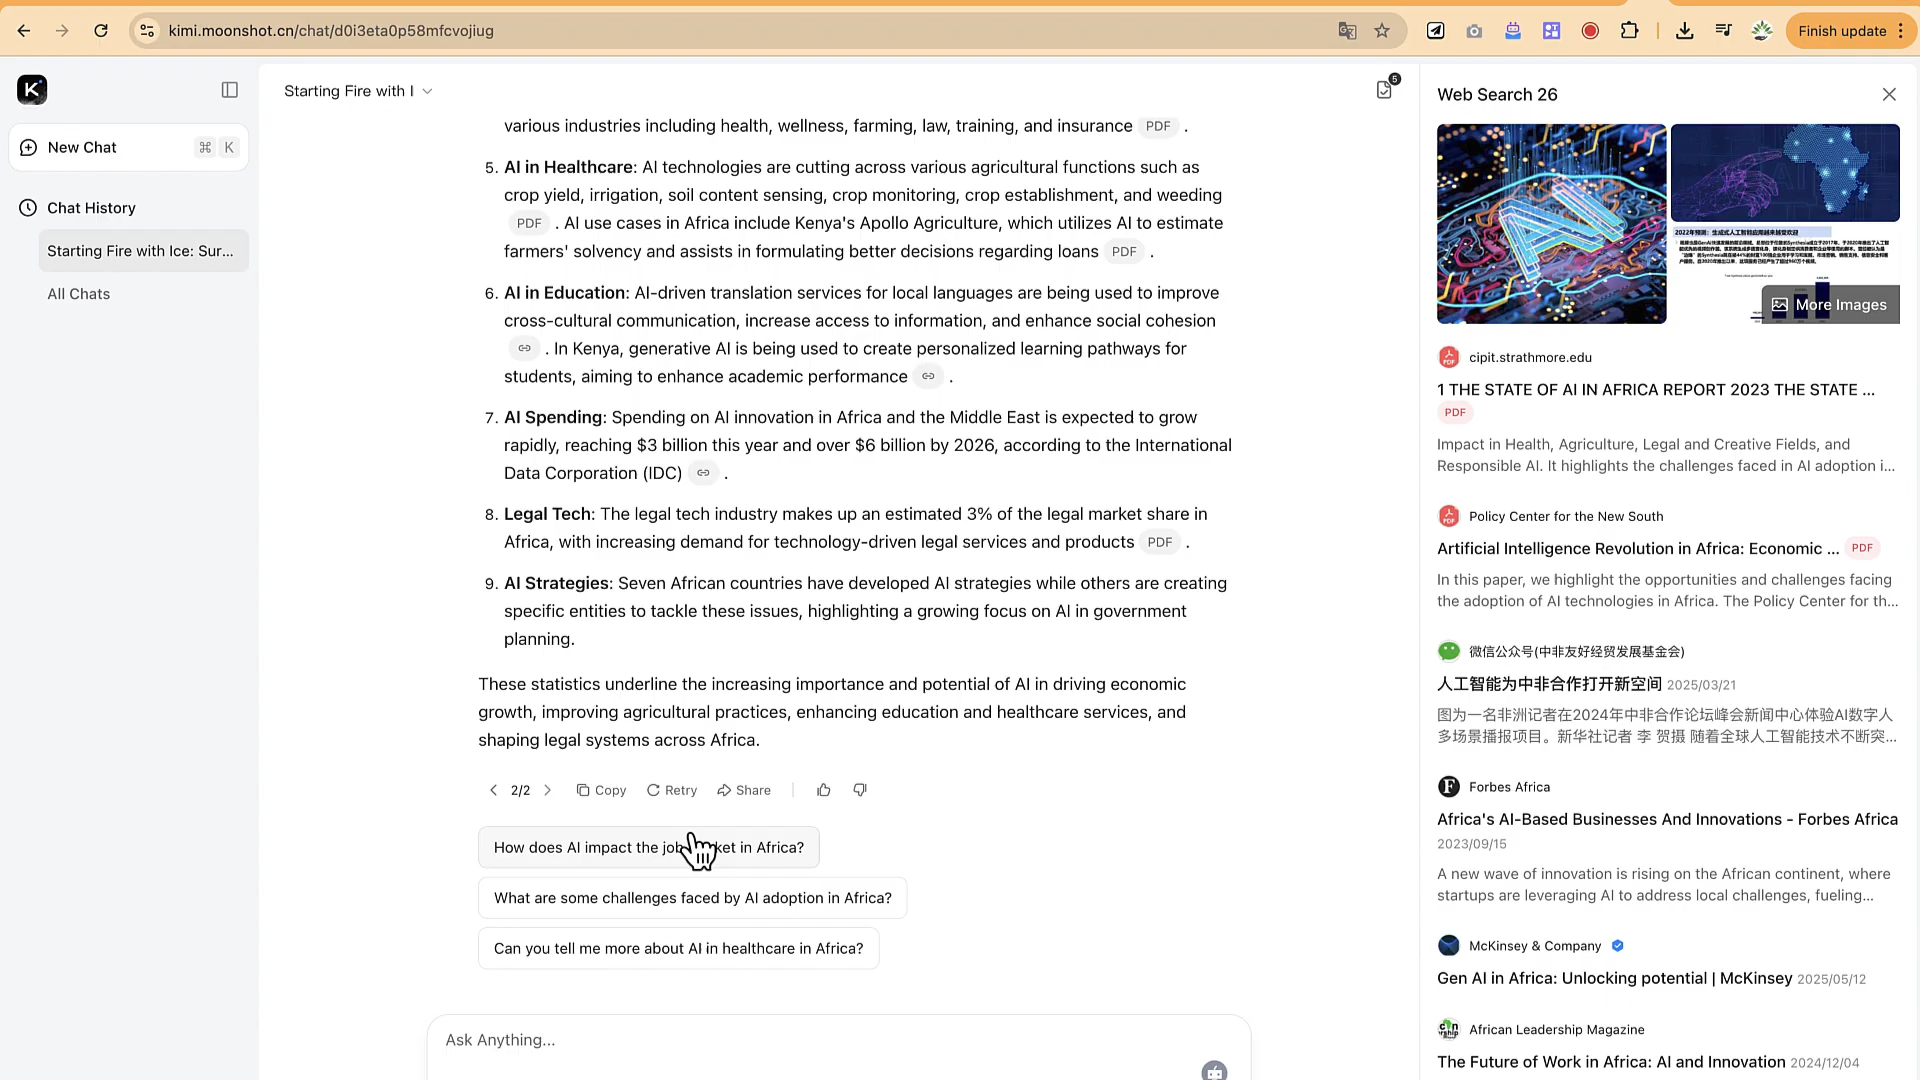 kimi.moonshot.cn/chat/d0i3eta0p58mfcvojiug
Finish update
K
New Chat
⌘ K
Chat History
Starting Fire with Ice: Sur...
All Chats
Starting Fire with I
5
various industries including health, wellness, farming, law, training, and insurance PDF .
5. AI in Healthcare: AI technologies are cutting across various agricultural functions such as
crop yield, irrigation, soil content sensing, crop monitoring, crop establishment, and weeding
PDF . AI use cases in Africa include Kenya's Apollo Agriculture, which utilizes AI to estimate
farmers' solvency and assists in formulating better decisions regarding loans PDF .
6. AI in Education: AI-driven translation services for local languages are being used to improve
cross-cultural communication, increase access to information, and enhance social cohesion
. In Kenya, generative AI is being used to create personalized learning pathways for
students, aiming to enhance academic performance .
7. AI Spending: Spending on AI innovation in Africa and the Middle East is expected to grow
rapidly, reaching $3 billion this year and over $6 billion by 2026, according to the International
Data Corporation (IDC) .
8. Legal Tech: The legal tech industry makes up an estimated 3% of the legal market share in
Africa, with increasing demand for technology-driven legal services and products PDF .
9. AI Strategies: Seven African countries have developed AI strategies while others are creating
specific entities to tackle these issues, highlighting a growing focus on AI in government
planning.
These statistics underline the increasing importance and potential of AI in driving economic
growth, improving agricultural practices, enhancing education and healthcare services, and
shaping legal systems across Africa.
2/2 Copy Retry Share
How does AI impact the job ket in Africa?
What are some challenges faced by AI adoption in Africa?
Can you tell me more about AI in healthcare in Africa?
Ask Anything...
Web Search 26
2022年预测：生成式人工智能应用越来越受欢迎
More Images
cipit.strathmore.edu
1 THE STATE OF AI IN AFRICA REPORT 2023 THE STATE ...
PDF
Impact in Health, Agriculture, Legal and Creative Fields, and
Responsible AI. It highlights the challenges faced in AI adoption i...
Policy Center for the New South
Artificial Intelligence Revolution in Africa: Economic ... PDF
In this paper, we highlight the opportunities and challenges facing
the adoption of AI technologies in Africa. The Policy Center for th...
微信公众号(中非友好经贸发展基金会)
人工智能为中非合作打开新空间 2025/03/21
图为一名非洲记者在2024年中非合作论坛峰会新闻中心体验AI数字人
多场景播报项目。新华社记者 李 贺摄 随着全球人工智能技术不断突...
Forbes Africa
Africa's AI-Based Businesses And Innovations - Forbes Africa
2023/09/15
A new wave of innovation is rising on the African continent, where
startups are leveraging AI to address local challenges, fueling...
McKinsey & Company
Gen AI in Africa: Unlocking potential | McKinsey 2025/05/12
African Leadership Magazine
The Future of Work in Africa: AI and Innovation 2024/12/04